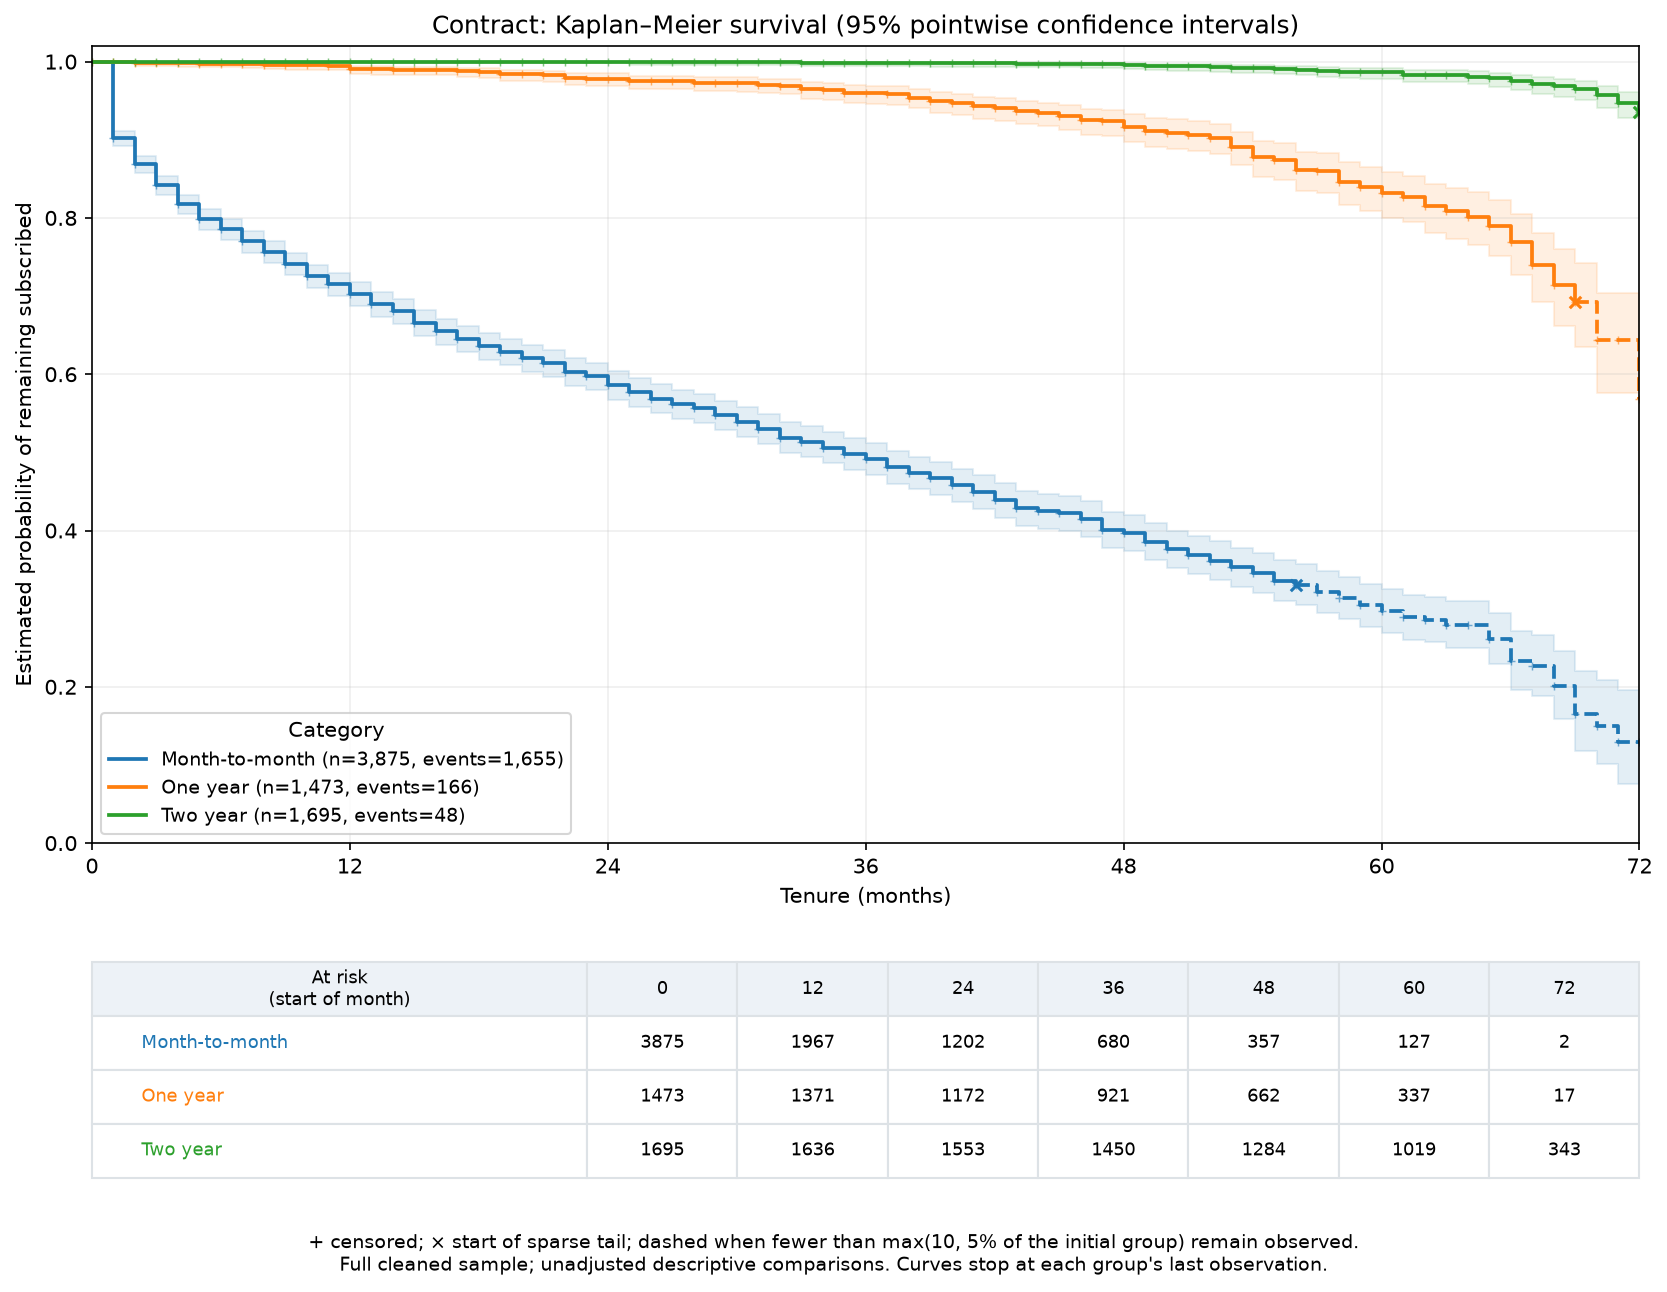 Contract: Kaplan–Meier survival (95% pointwise confidence intervals)
Estimated probability of remaining subscribed
1.0
0.8
0.6
0.4
0.2
0.0
Category
Month-to-month (n=3,875, events=1,655)
One year (n=1,473, events=166)
Two year (n=1,695, events=48)
0 12 24 36 48 60 72
Tenure (months)
At risk
(start of month) 0 12 24 36 48 60 72
Month-to-month 3875 1967 1202 680 357 127 2
One year 1473 1371 1172 921 662 337 17
Two year 1695 1636 1553 1450 1284 1019 343
+ censored; × start of sparse tail; dashed when fewer than max(10, 5% of the initial group) remain observed.
Full cleaned sample; unadjusted descriptive comparisons. Curves stop at each group's last observation.